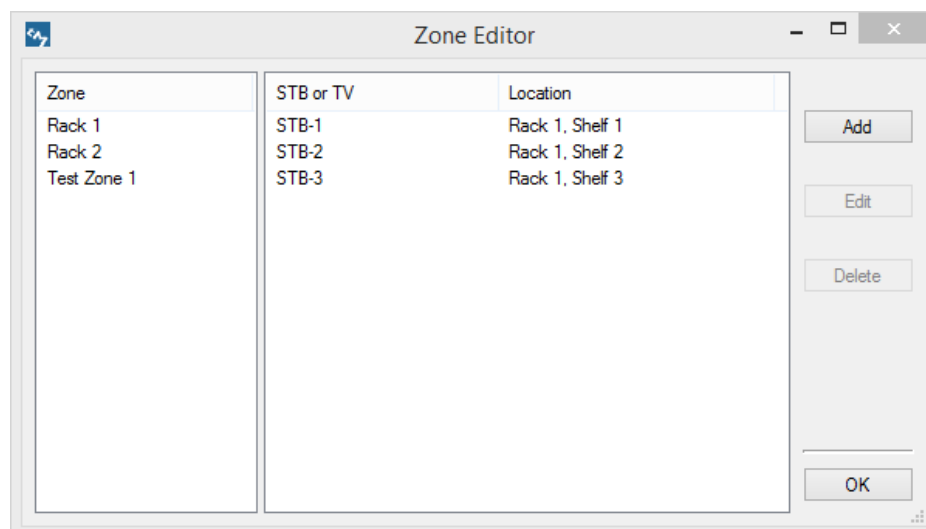 Zone Editor
Zone STB or TV Location
Rack 1 STB-1 Rack 1, Shelf 1
Rack 2 STB-2 Rack 1, Shelf 2
Test Zone 1 STB-3 Rack 1, Shelf 3
Add
Edit
Delete
OK